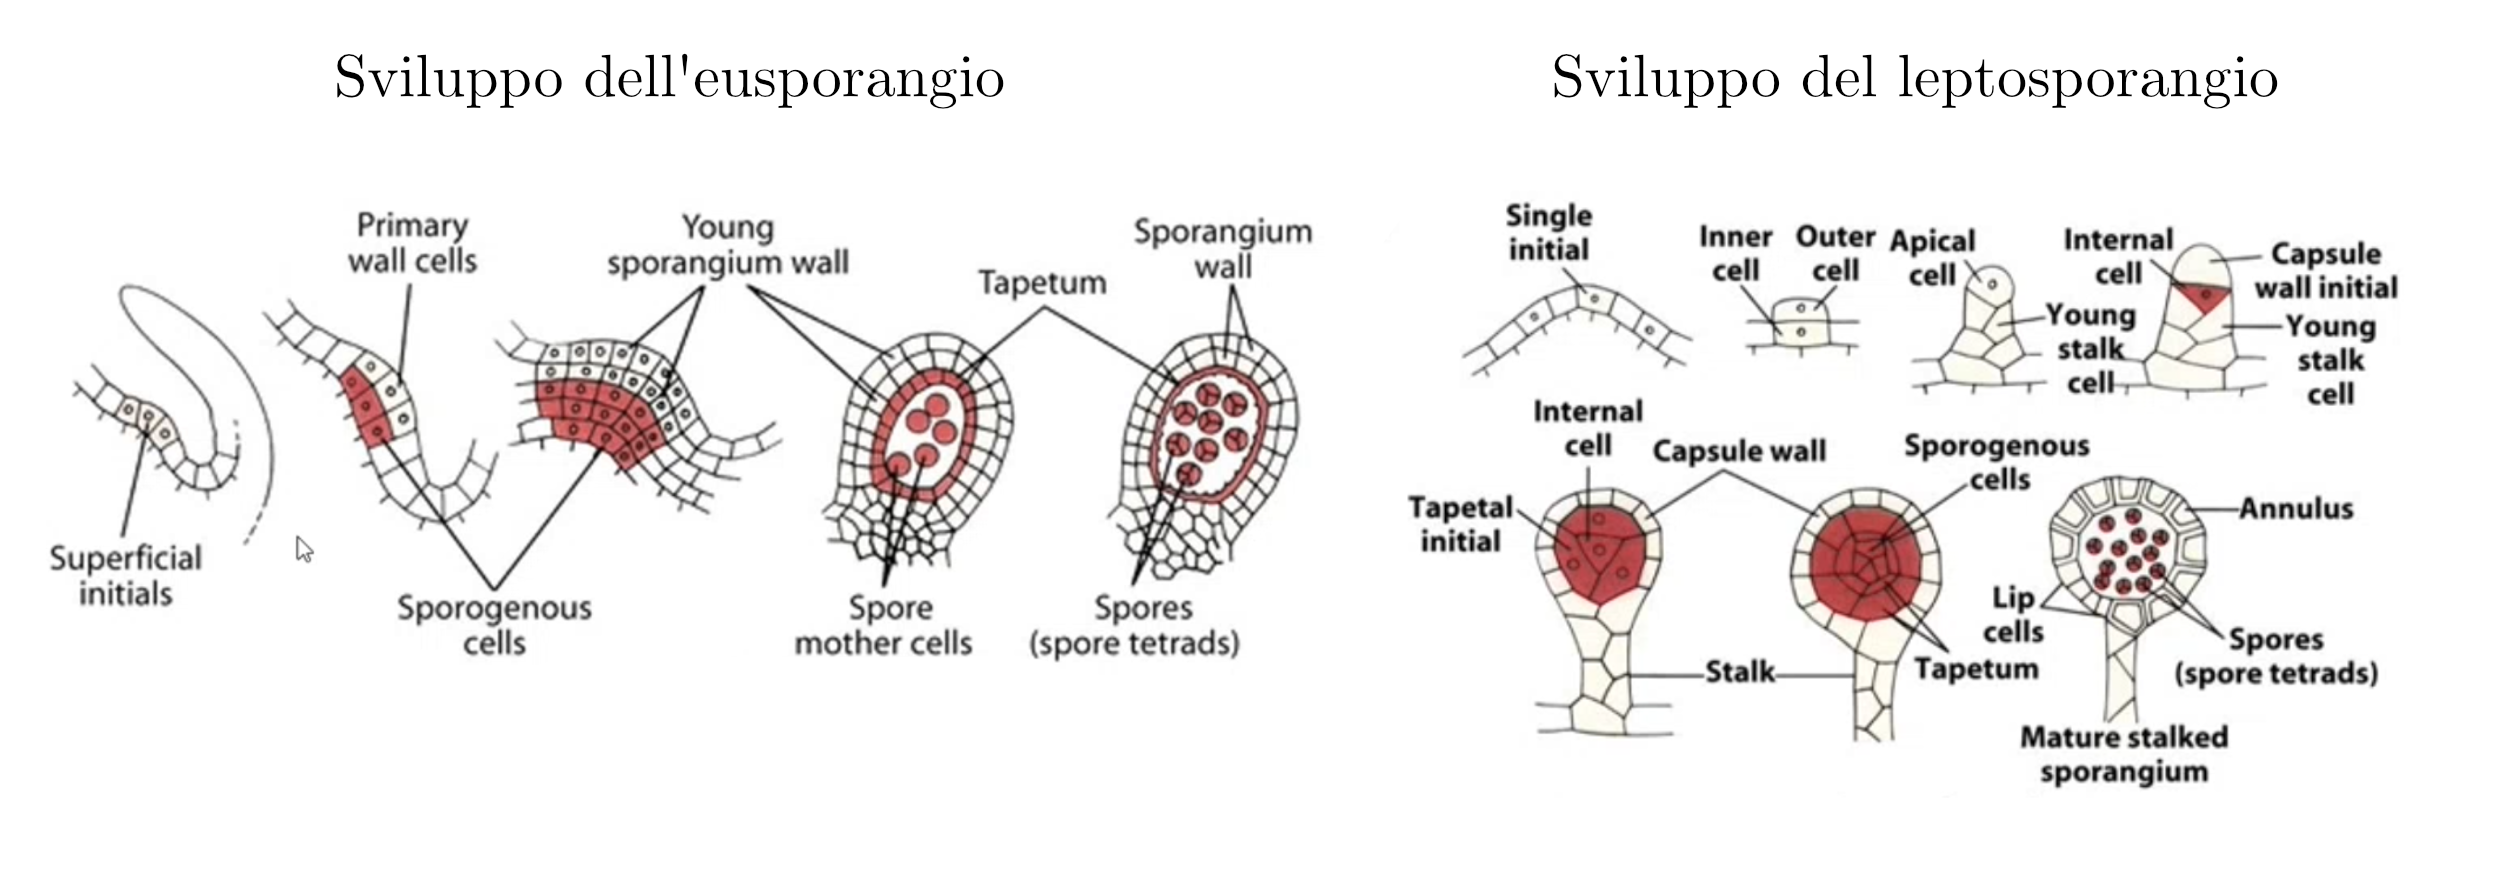 Sviluppo dell'eusporangio
Primary
wall cells
Young
sporangium wall
Tapetum
Sporangium
wall
Superficial
initials
Sporogenous
cells
Spore
mother cells
Spores
(spore tetrads)
Sviluppo del leptosporangio
Single
initial
Inner
cell
Outer
cell
Apical
cell
Young
stalk
cell
Internal
cell
Capsule
wall initial
Young
stalk
cell
Internal
cell
Tapetal
initial
Capsule wall
Sporogenous
cells
Stalk
Tapetum
Annulus
Lip
cells
Spores
(spore tetrads)
Mature stalked
sporangium